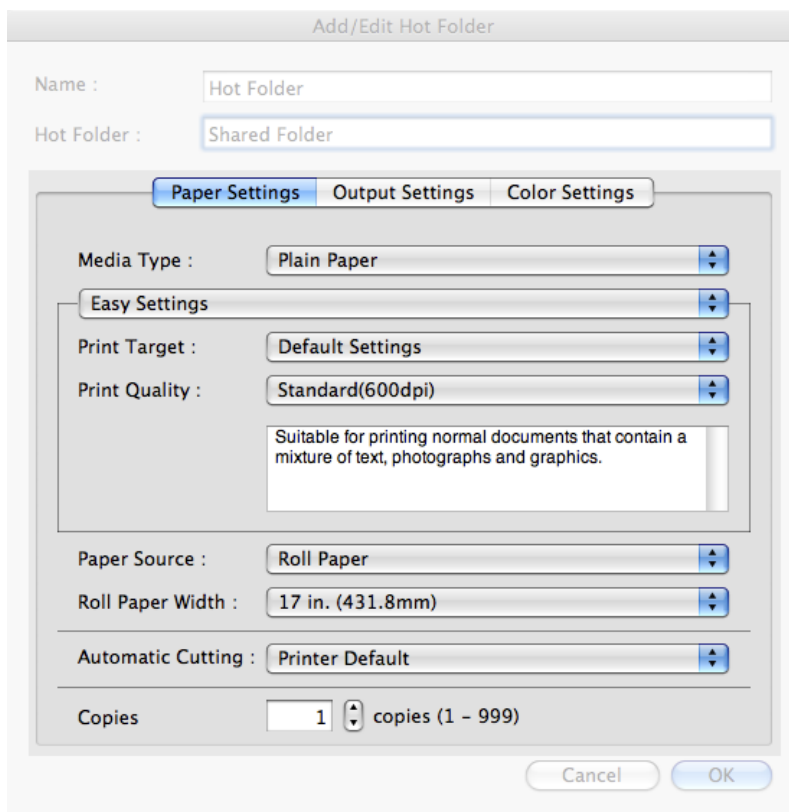 Add/Edit Hot Folder
Name : Hot Folder
Hot Folder : Shared Folder
Paper Settings Output Settings Color Settings
Media Type : Plain Paper
Easy Settings
Print Target : Default Settings
Print Quality : Standard(600dpi)
Suitable for printing normal documents that contain a
mixture of text, photographs and graphics.
Paper Source : Roll Paper
Roll Paper Width : 17 in. (431.8mm)
Automatic Cutting : Printer Default
Copies 1 copies (1 – 999)
Cancel OK